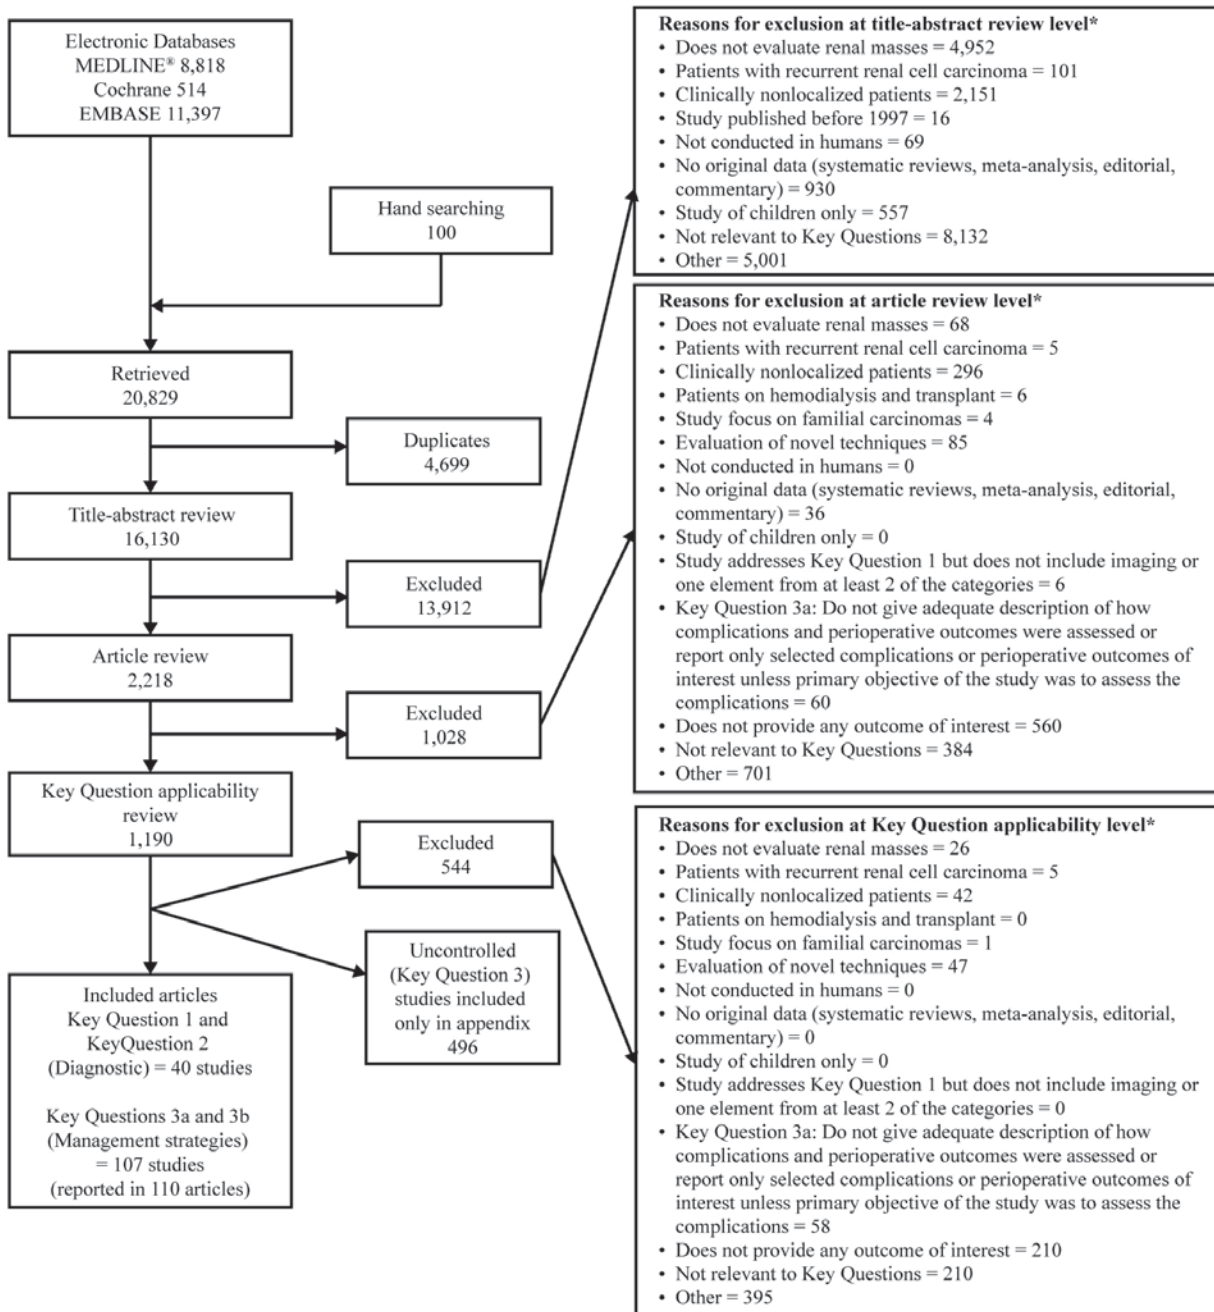 Electronic Databases
MEDLINE® 8,818
Cochrane 514
EMBASE 11,397
Hand searching
100
Retrieved
20,829
Duplicates
4,699
Title-abstract review
16,130
Excluded
13,912
Article review
2,218
Excluded
1,028
Key Question applicability
review
1,190
Excluded
544
Uncontrolled
(Key Question 3)
studies included
only in appendix
496
Included articles
Key Question 1 and
KeyQuestion 2
(Diagnostic) = 40 studies
Key Questions 3a and 3b
(Management strategies)
= 107 studies
(reported in 110 articles)
Reasons for exclusion at title-abstract review level*
• Does not evaluate renal masses = 4,952
• Patients with recurrent renal cell carcinoma = 101
• Clinically nonlocalized patients = 2,151
• Study published before 1997 = 16
• Not conducted in humans = 69
• No original data (systematic reviews, meta-analysis, editorial,
commentary) = 930
• Study of children only = 557
• Not relevant to Key Questions = 8,132
• Other = 5,001
Reasons for exclusion at article review level*
• Does not evaluate renal masses = 68
• Patients with recurrent renal cell carcinoma = 5
• Clinically nonlocalized patients = 296
• Patients on hemodialysis and transplant = 6
• Study focus on familial carcinomas = 4
• Evaluation of novel techniques = 85
• Not conducted in humans = 0
• No original data (systematic reviews, meta-analysis, editorial,
commentary) = 36
• Study of children only = 0
• Study addresses Key Question 1 but does not include imaging or
one element from at least 2 of the categories = 6
• Key Question 3a: Do not give adequate description of how
complications and perioperative outcomes were assessed or
report only selected complications or perioperative outcomes of
interest unless primary objective of the study was to assess the
complications = 60
• Does not provide any outcome of interest = 560
• Not relevant to Key Questions = 384
• Other = 701
Reasons for exclusion at Key Question applicability level*
• Does not evaluate renal masses = 26
• Patients with recurrent renal cell carcinoma = 5
• Clinically nonlocalized patients = 42
• Patients on hemodialysis and transplant = 0
• Study focus on familial carcinomas = 1
• Evaluation of novel techniques = 47
• Not conducted in humans = 0
• No original data (systematic reviews, meta-analysis, editorial,
commentary) = 0
• Study of children only = 0
• Study addresses Key Question 1 but does not include imaging or
one element from at least 2 of the categories = 0
• Key Question 3a: Do not give adequate description of how
complications and perioperative outcomes were assessed or
report only selected complications or perioperative outcomes of
interest unless primary objective of the study was to assess the
complications = 58
• Does not provide any outcome of interest = 210
• Not relevant to Key Questions = 210
• Other = 395